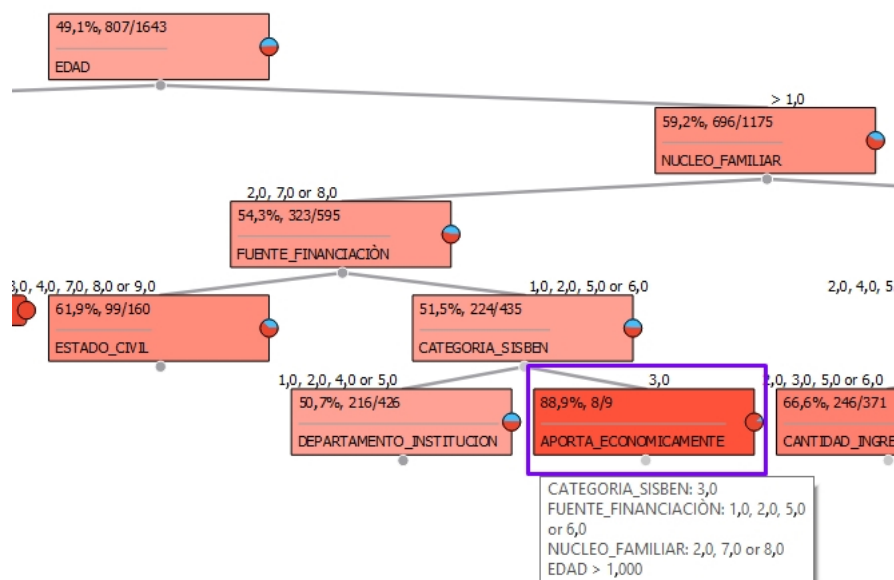 49,1%, 807/1643
EDAD
> 1,0
59,2%, 696/1175
NUCLEO_FAMILIAR
2,0, 7,0 or 8,0
54,3%, 323/595
FUENTE_FINANCIACIÒN
3,0, 4,0, 7,0, 8,0 or 9,0
1,0, 2,0, 5,0 or 6,0
2,0, 4,0, 5
61,9%, 99/160
ESTADO_CIVIL
51,5%, 224/435
CATEGORIA_SISBEN
1,0, 2,0, 4,0 or 5,0
3,0
2,0, 3,0, 5,0 or 6,0
50,7%, 216/426
DEPARTAMENTO_INSTITUCION
88,9%, 8/9
APORTA_ECONOMICAMENTE
66,6%, 246/371
CANTIDAD_INGRE
CATEGORIA_SISBEN: 3,0
FUENTE_FINANCIACIÒN: 1,0, 2,0, 5,0
or 6,0
NUCLEO_FAMILIAR: 2,0, 7,0 or 8,0
EDAD > 1,000